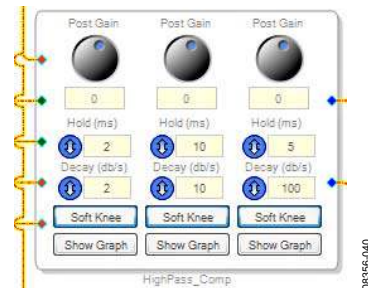 Post Gain Post Gain Post Gain
0 0 0
Hold (ms) Hold (ms) Hold (ms)
2 10 5
Decay (db/s) Decay (db/s) Decay (db/s)
2 10 100
Soft Knee Soft Knee Soft Knee
Show Graph Show Graph Show Graph
HighPass_Comp
08356-040